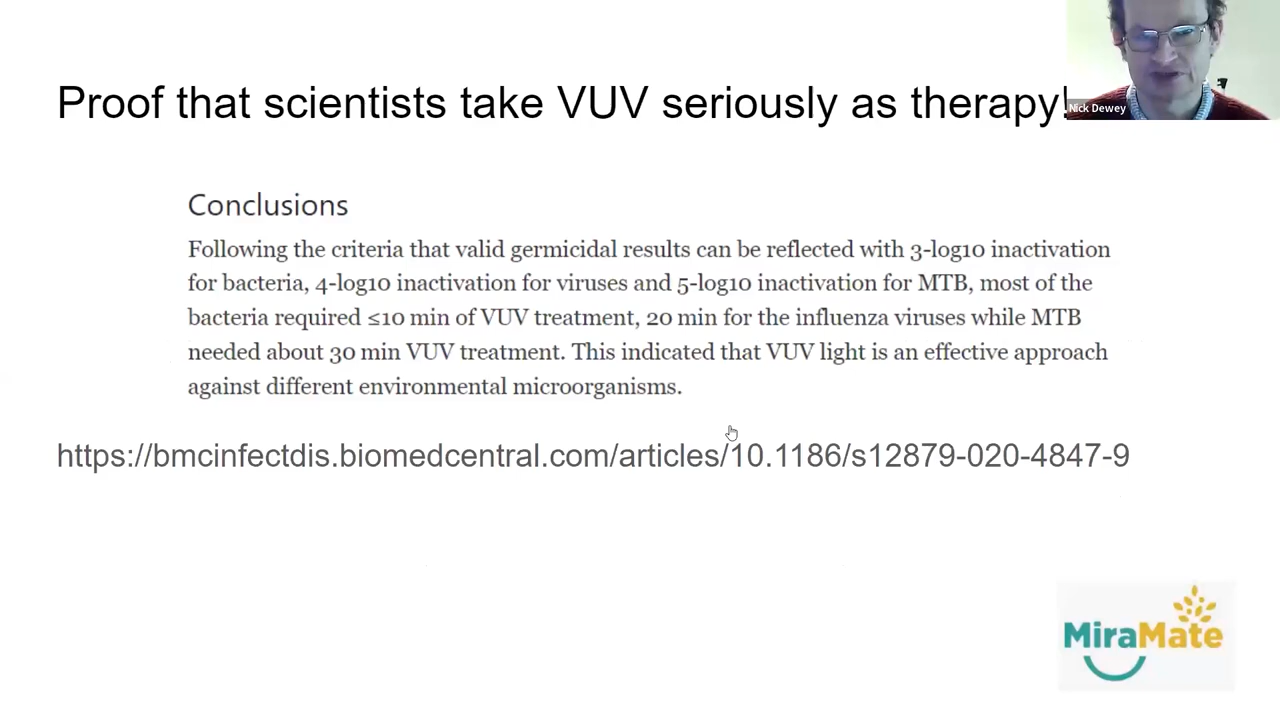 Proof that scientists take VUV seriously as therapy!
Nick Dewey
Conclusions
Following the criteria that valid germicidal results can be reflected with 3-log10 inactivation
for bacteria, 4-log10 inactivation for viruses and 5-log10 inactivation for MTB, most of the
bacteria required ≤10 min of VUV treatment, 20 min for the influenza viruses while MTB
needed about 30 min VUV treatment. This indicated that VUV light is an effective approach
against different environmental microorganisms.
https://bmcinfectdis.biomedcentral.com/articles/10.1186/s12879-020-4847-9
MiraMate